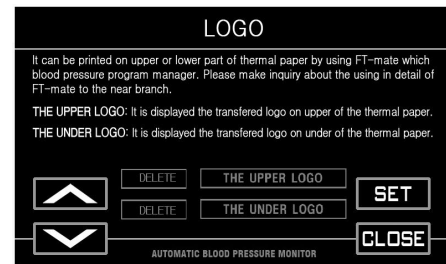 LOGO
It can be printed on upper or lower part of thermal paper by using FT-mate which
blood pressure program manager. Please make inquiry about the using in detail of
FT-mate to the near branch.
THE UPPER LOGO: It is displayed the transfered logo on upper of the thermal paper.
THE UNDER LOGO: It is displayed the transfered logo on under of the thermal paper.
DELETE THE UPPER LOGO
SET
DELETE THE UNDER LOGO
CLOSE
AUTOMATIC BLOOD PRESSURE MONITOR